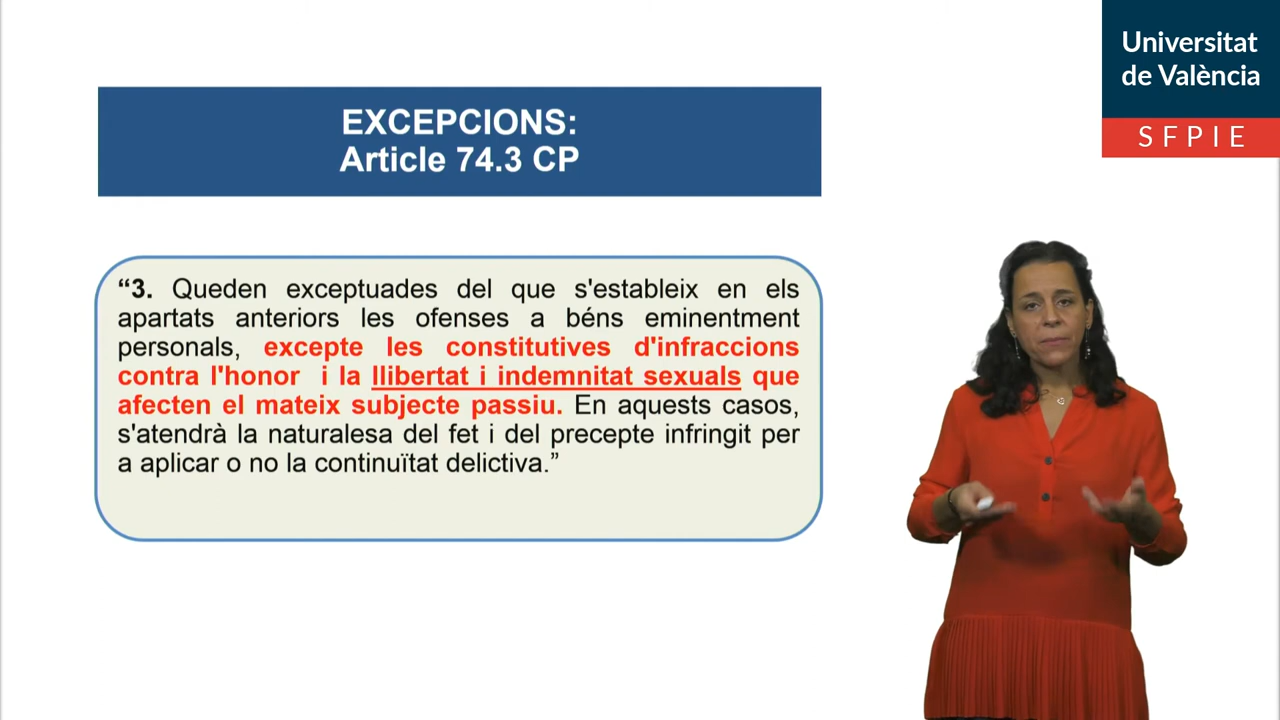 Universitat
de València
SFPIE
EXCEPCIONS:
Article 74.3 CP
“3. Queden exceptuades del que s'estableix en els
apartats anteriors les ofenses a béns eminentment
personals, excepte les constitutives d'infraccions
contra l'honor i la llibertat i indemnitat sexuals que
afecten el mateix subjecte passiu. En aquests casos,
s'atendrà la naturalesa del fet i del precepte infringit per
a aplicar o no la continuïtat delictiva.”